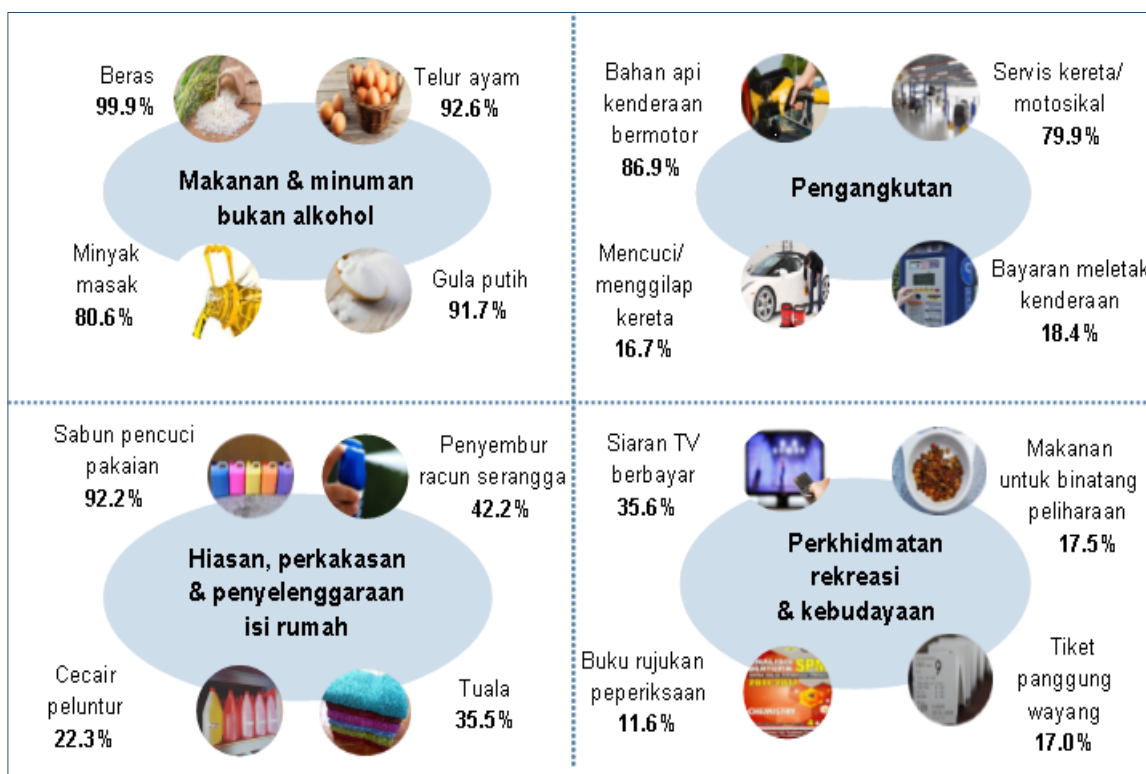 Beras
99.9%
Telur ayam
92.6%
Makanan & minuman
bukan alkohol
Minyak
masak
80.6%
Gula putih
91.7%
Bahan api
kenderaan
bermotor
86.9%
Servis kereta/
motosikal
79.9%
Pengangkutan
Mencuci/
menggilap
kereta
16.7%
Bayaran meletak
kenderaan
18.4%
Sabun pencuci
pakaian
92.2%
Penyembur
racun serangga
42.2%
Hiasan, perkakasan
& penyelenggaraan
isi rumah
Cecair
peluntur
22.3%
Tuala
35.5%
Siaran TV
berbayar
35.6%
Makanan
untuk binatang
peliharaan
17.5%
Perkhidmatan
rekreasi
& kebudayaan
Buku rujukan
peperiksaan
11.6%
SPM
CHEMISTRY
Tiket
panggung
wayang
17.0%
9